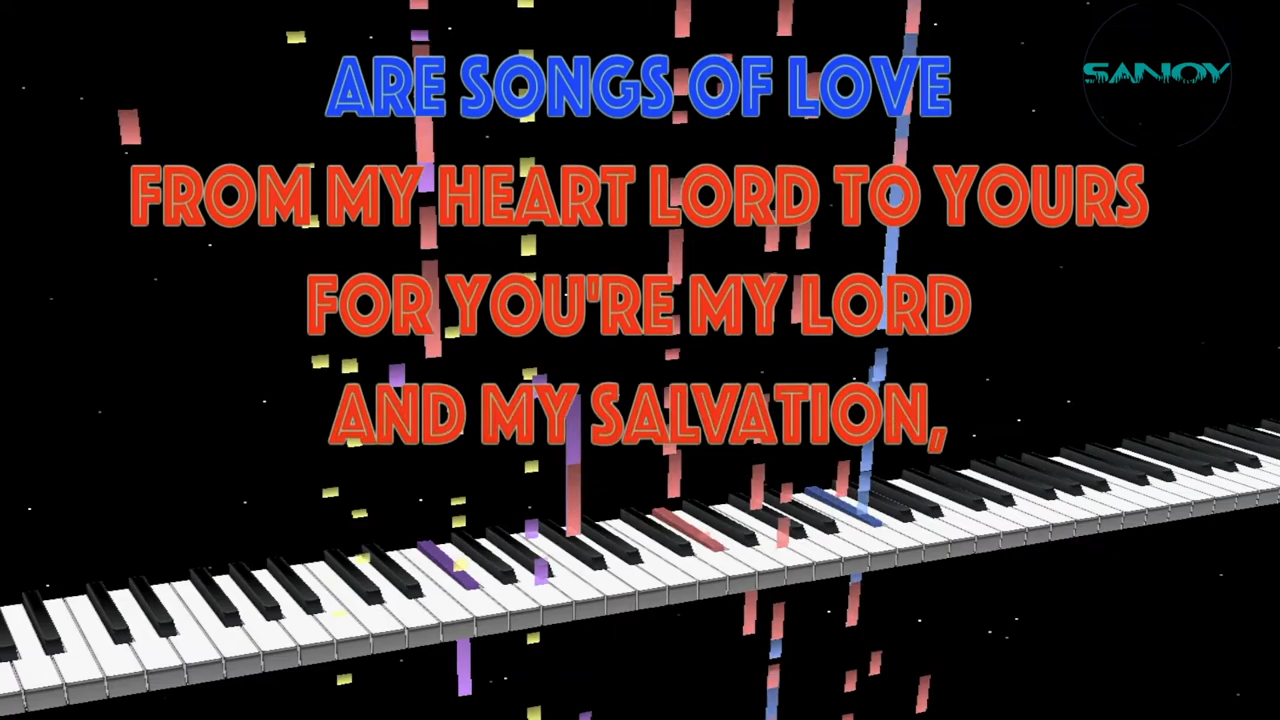 SANOY
ARE SONGS OF LOVE
FROM MY HEART LORD TO YOURS
FOR YOU'RE MY LORD
AND MY SALVATION,